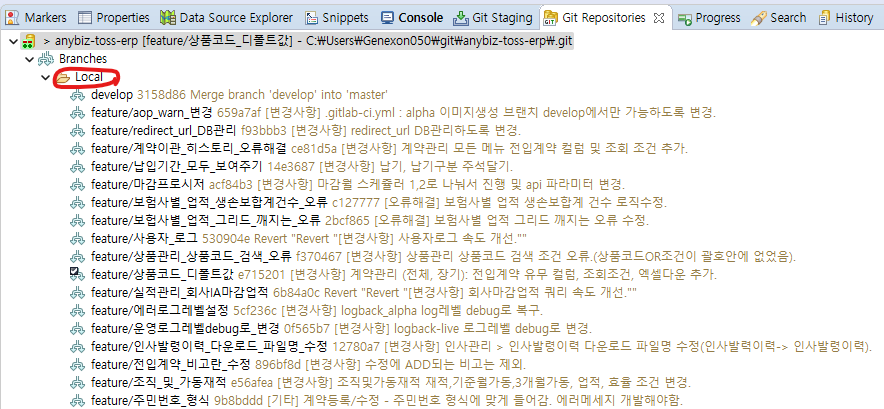 Markers Properties Data Source Explorer Snippets Console Git Staging Git Repositories Progress Search History
> anybiz-toss-erp [feature/상품코드_디폴트값] - C:₩Users₩Genexon050₩git₩anybiz-toss-erp₩.git
Branches
Local
develop 3158d86 Merge branch 'develop' into 'master'
feature/aop_warn_변경 659a7af [변경사항] .gitlab-ci.yml : alpha 이미지생성 브랜치 develop에서만 가능하도록 변경.
feature/redirect_url_DB관리 f93bbb3 [변경사항] redirect_url DB관리하도록 변경.
feature/계약이관_히스토리_오류해결 ce81d5a [변경사항] 계약관리 모든 메뉴 전입계약 컬럼 및 조회 조건 추가.
feature/납입기간_모두_보여주기 14e3687 [변경사항] 납기, 납기구분 주석달기.
feature/마감프로시저 acf84b3 [변경사항] 마감월 스케쥴러 1,2로 나눠서 진행 및 api 파라미터 변경.
feature/보험사별_업적_생손보합계건수_오류 c127777 [오류해결] 보험사별 업적 생손보합계 건수 로직수정.
feature/보험사별_업적_그리드_깨지는_오류 2bcf865 [오류해결] 보험사별 업적 그리드 깨지는 오류 수정.
feature/사용자_로그 530904e Revert "Revert "[변경사항] 사용자로그 속도 개선.""
feature/상품관리_상품코드_검색_오류 f370467 [변경사항] 상품관리 상품코드 검색 조건 오류.(상품코드OR조건이 괄호안에 없었음).
feature/상품코드_디폴트값 e715201 [변경사항] 계약관리 (전체, 장기): 전입계약 유무 컬럼, 조회조건, 엑셀다운 추가.
feature/실적관리_회사IA마감업적 6b84a0c Revert "Revert "[변경사항] 회사마감업적 쿼리 속도 개선.""
feature/에러로그레벨설정 5cf236c [변경사항] logback_alpha log레벨 debug로 복구.
feature/운영로그레벨debug로_변경 0f565b7 [변경사항] logback-live 로그레벨 debug로 변경.
feature/인사발령이력_다운로드_파일명_수정 12780a7 [변경사항] 인사관리 > 인사발령이력 다운로드 파일명 수정(인사발력이력-> 인사발령이력).
feature/전입계약_비고란_수정 896bf8d [변경사항] 수정에 ADD되는 비고는 제외.
feature/조직_및_가동재적 e56afea [변경사항] 조직및가동재적 재적,기준월가동,3개월가동, 업적, 효율 조건 변경.
feature/주민번호_형식 9b8bddd [기타] 계약등록/수정 - 주민번호 형식에 맞게 들어감. 에러메세지 개발해야함.